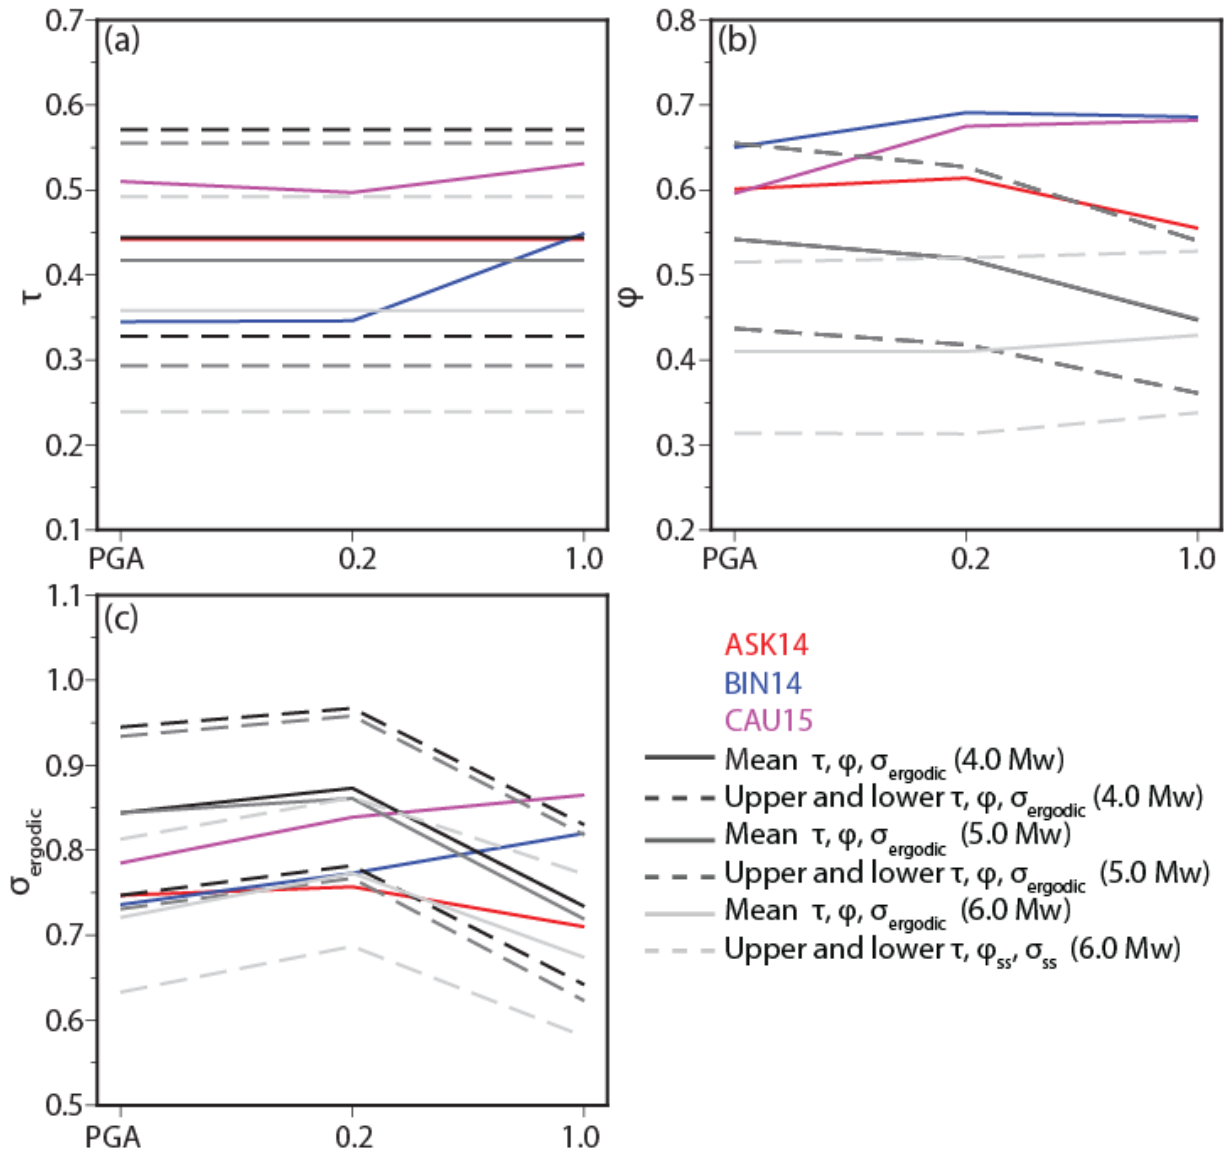 (a)
0.7
0.6
0.5
0.4
0.3
0.2
0.1
τ
PGA 0.2 1.0
(b)
0.8
0.7
0.6
0.5
0.4
0.3
0.2
φ
PGA 0.2 1.0
(c)
1.1
1.0
0.9
0.8
0.7
0.6
0.5
σergodic
PGA 0.2 1.0
ASK14
BIN14
CAU15
Mean τ, φ, σergodic (4.0 Mw)
Upper and lower τ, φ, σergodic (4.0 Mw)
Mean τ, φ, σergodic (5.0 Mw)
Upper and lower τ, φ, σergodic (5.0 Mw)
Mean τ, φ, σergodic (6.0 Mw)
Upper and lower τ, φss, σss (6.0 Mw)